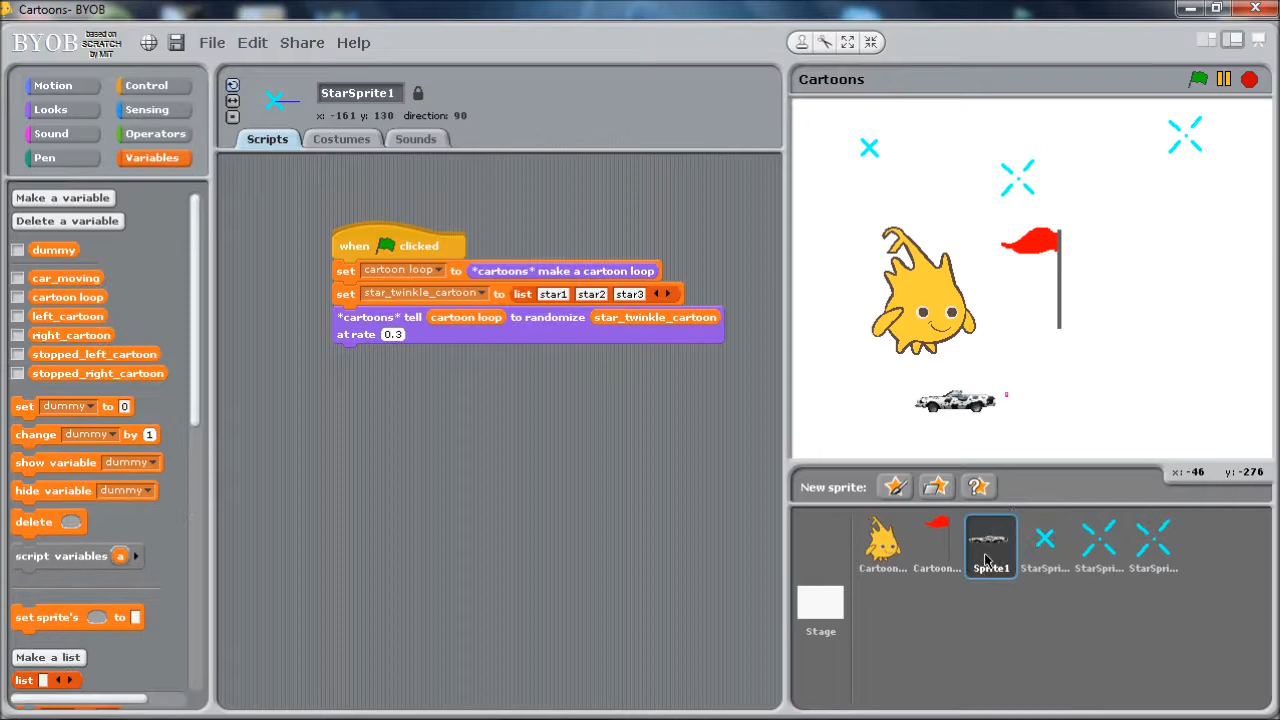 Cartoons- BYOB
BYOB based on SCRATCH by MIT File Edit Share Help
Motion Control
Looks Sensing
Sound Operators
Pen Variables
Make a variable
Delete a variable
dummy
car_moving
cartoon loop
left_cartoon
right_cartoon
stopped_left_cartoon
stopped_right_cartoon
set dummy to 0
change dummy by 1
show variable dummy
hide variable dummy
delete
script variables a
set sprite's to
Make a list
list
StarSprite1
x: -161 y: 130 direction: 90
Scripts Costumes Sounds
when clicked
set cartoon loop to *cartoons* make a cartoon loop
set star_twinkle_cartoon to list star1 star2 star3
*cartoons* tell cartoon loop to randomize star_twinkle_cartoon
at rate 0.3
Cartoons
x: -46 y: -276
New sprite:
Cartoon... Cartoon... Sprite1 StarSpri... StarSpri... StarSpri...
Stage